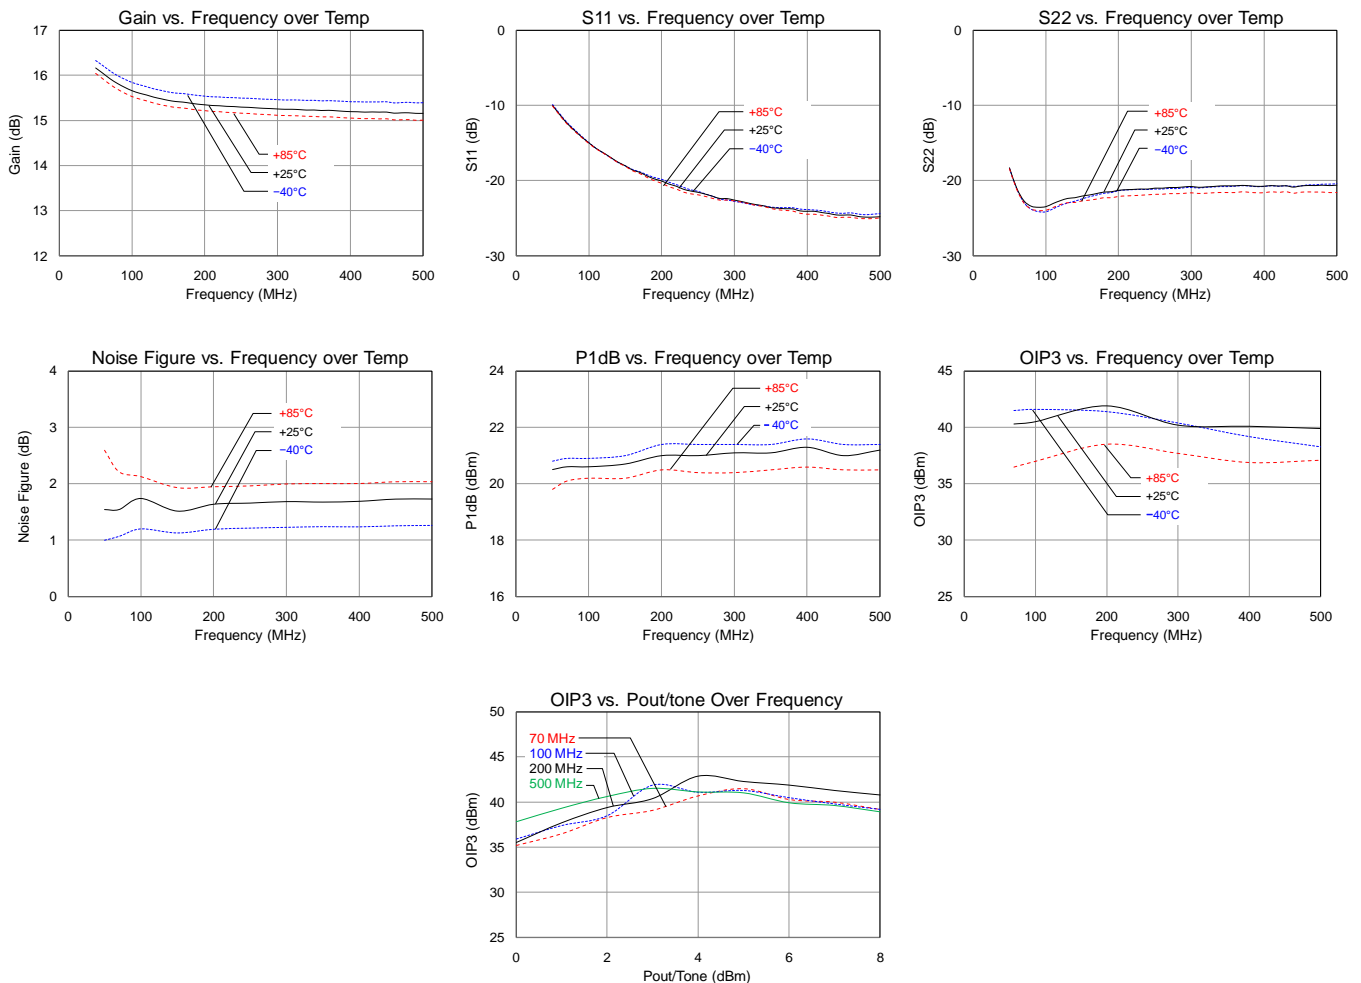 Gain vs. Frequency over Temp
17
16
15
14
13
12
Gain (dB)
+85°C
+25°C
−40°C
0 100 200 300 400 500
Frequency (MHz)
S11 vs. Frequency over Temp
0
-10
-20
-30
S11 (dB)
+85°C
+25°C
−40°C
0 100 200 300 400 500
Frequency (MHz)
S22 vs. Frequency over Temp
0
-10
-20
-30
S22 (dB)
+85°C
+25°C
−40°C
0 100 200 300 400 500
Frequency (MHz)
Noise Figure vs. Frequency over Temp
4
3
2
1
0
Noise Figure (dB)
+85°C
+25°C
−40°C
0 100 200 300 400 500
Frequency (MHz)
P1dB vs. Frequency over Temp
24
22
20
18
16
P1dB (dBm)
+85°C
+25°C
−40°C
0 100 200 300 400 500
Frequency (MHz)
OIP3 vs. Frequency over Temp
45
40
35
30
25
OIP3 (dBm)
+85°C
+25°C
−40°C
0 100 200 300 400 500
Frequency (MHz)
OIP3 vs. Pout/tone Over Frequency
50
45
40
35
30
25
OIP3 (dBm)
70 MHz
100 MHz
200 MHz
500 MHz
0 2 4 6 8
Pout/Tone (dBm)